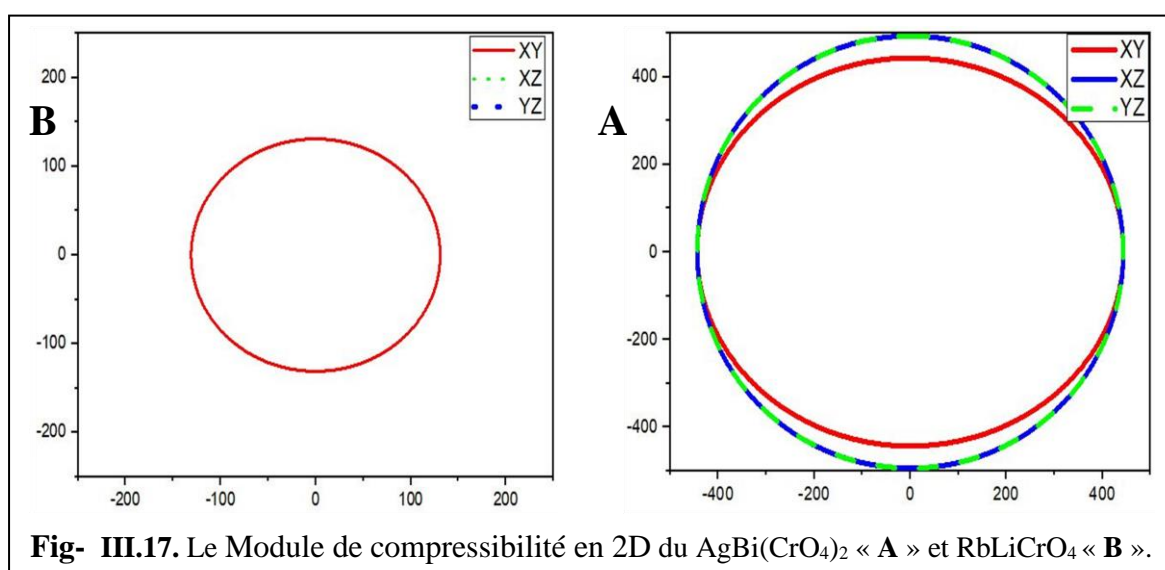 B
200
100
0
-100
-200
-200 -100 0 100 200
XY
XZ
YZ
A
400
200
0
-200
-400
-400 -200 0 200 400
XY
XZ
YZ
Fig- III.17. Le Module de compressibilité en 2D du AgBi(CrO₄)₂ « A » et RbLiCrO₄ « B ».